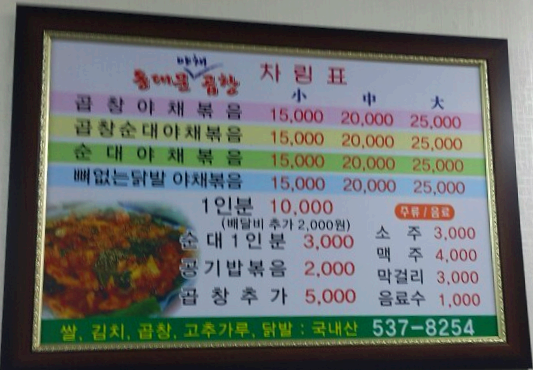 야채
동대문 곱창 차림표
小 中 大
곱창야채볶음 15,000 20,000 25,000
곱창순대야채볶음 15,000 20,000 25,000
순대야채볶음 15,000 20,000 25,000
뼈없는닭발 야채볶음 15,000 20,000 25,000
1인분 10,000
(배달비 추가 2,000원)
순대1인분 3,000
공기밥볶음 2,000
곱창추가 5,000
주류/음료
소주 3,000
맥주 4,000
막걸리 3,000
음료수 1,000
쌀, 김치, 곱창, 고추가루, 닭발 : 국내산 537-8254